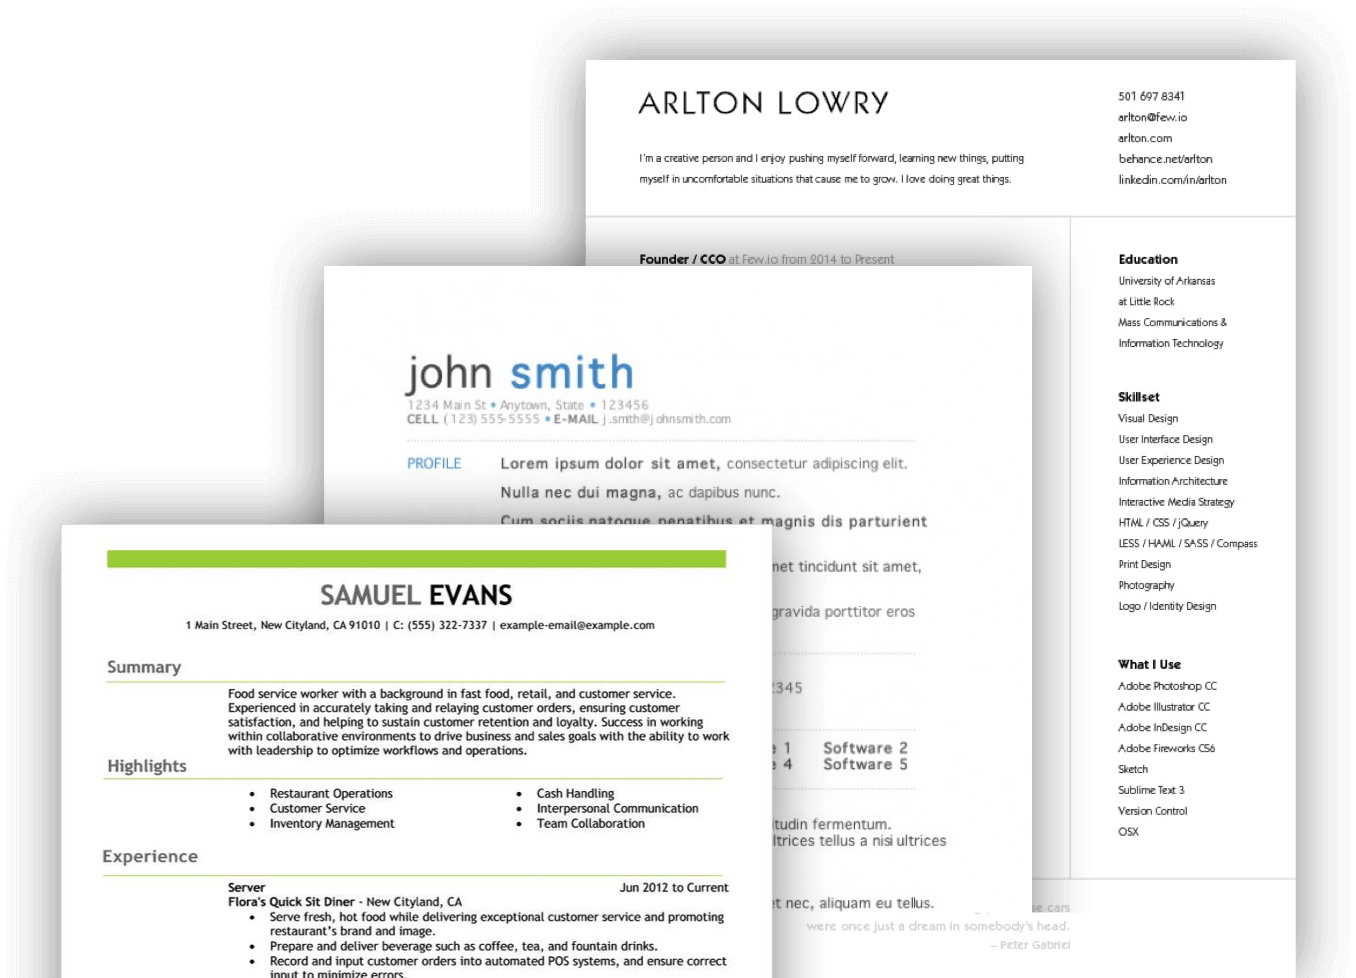 ARLTON LOWRY
I'm a creative person and I enjoy pushing myself forward, learning new things, putting
myself in uncomfortable situations that cause me to grow. I love doing great things.
501 697 8341
arlton@few.io
arlton.com
behance.net/arlton
linkedin.com/in/arlton
Founder / CCO at Few.io from 2014 to Present
Education
University of Arkansas
at Little Rock
Mass Communications &
Information Technology
Skillset
Visual Design
User Interface Design
User Experience Design
Information Architecture
Interactive Media Strategy
HTML / CSS / jQuery
LESS / HAML / SASS / Compass
Print Design
Photography
Logo / Identity Design
What I Use
Adobe Photoshop CC
Adobe Illustrator CC
Adobe InDesign CC
Adobe Fireworks CS6
Sketch
Sublime Text 3
Version Control
OSX
cars
were once just a dream in somebody's head.
– Peter Gabriel
john smith
1234 Main St • Anytown, State • 123456
CELL (123) 555-5555 • E-MAIL j.smith@johnsmith.com
PROFILE
Lorem ipsum dolor sit amet, consectetur adipiscing elit.
Nulla nec dui magna, ac dapibus nunc.
Cum sociis natoque penatibus et magnis dis parturient
tincidunt sit amet,
gravida porttitor eros
2345
1 Software 2
4 Software 5
fermentum.
tellus a nisi ultrices
nec, aliquam eu tellus.
SAMUEL EVANS
1 Main Street, New Cityland, CA 91010 | C: (555) 322-7337 | example-email@example.com
Summary
Food service worker with a background in fast food, retail, and customer service.
Experienced in accurately taking and relaying customer orders, ensuring customer
satisfaction, and helping to sustain customer retention and loyalty. Success in working
within collaborative environments to drive business and sales goals with the ability to work
with leadership to optimize workflows and operations.
Highlights
• Restaurant Operations
• Customer Service
• Inventory Management
• Cash Handling
• Interpersonal Communication
• Team Collaboration
Experience
Server Jun 2012 to Current
Flora's Quick Sit Diner - New Cityland, CA
• Serve fresh, hot food while delivering exceptional customer service and promoting
restaurant's brand and image.
• Prepare and deliver beverage such as coffee, tea, and fountain drinks.
• Record and input customer orders into automated POS systems, and ensure correct
input to minimize errors.